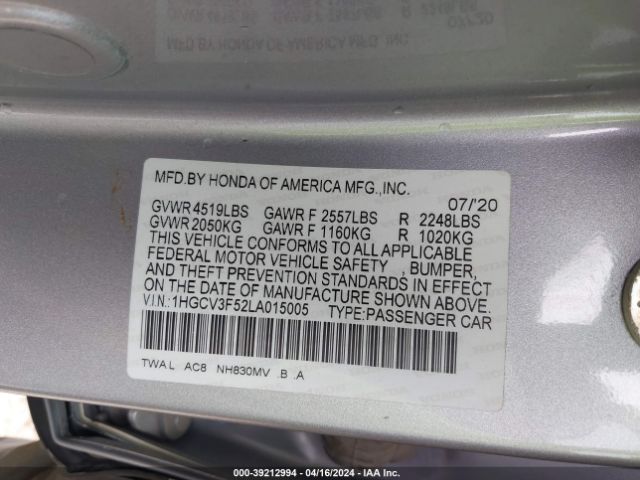 MFD.BY HONDA OF AMERICA MFG.,INC.
07/'20
GVWR 4519LBS GAWR F 2557LBS R 2248LBS
GVWR 2050KG GAWR F 1160KG R 1020KG
THIS VEHICLE CONFORMS TO ALL APPLICABLE
FEDERAL MOTOR VEHICLE SAFETY , BUMPER,
AND THEFT PREVENTION STANDARDS IN EFFECT
ON THE DATE OF MANUFACTURE SHOWN ABOVE.
V.I.N.:1HGCV3F52LA015005 TYPE:PASSENGER CAR
TWA L AC8 NH830MV .B .A
000-39212994 - 04/16/2024 - IAA Inc.